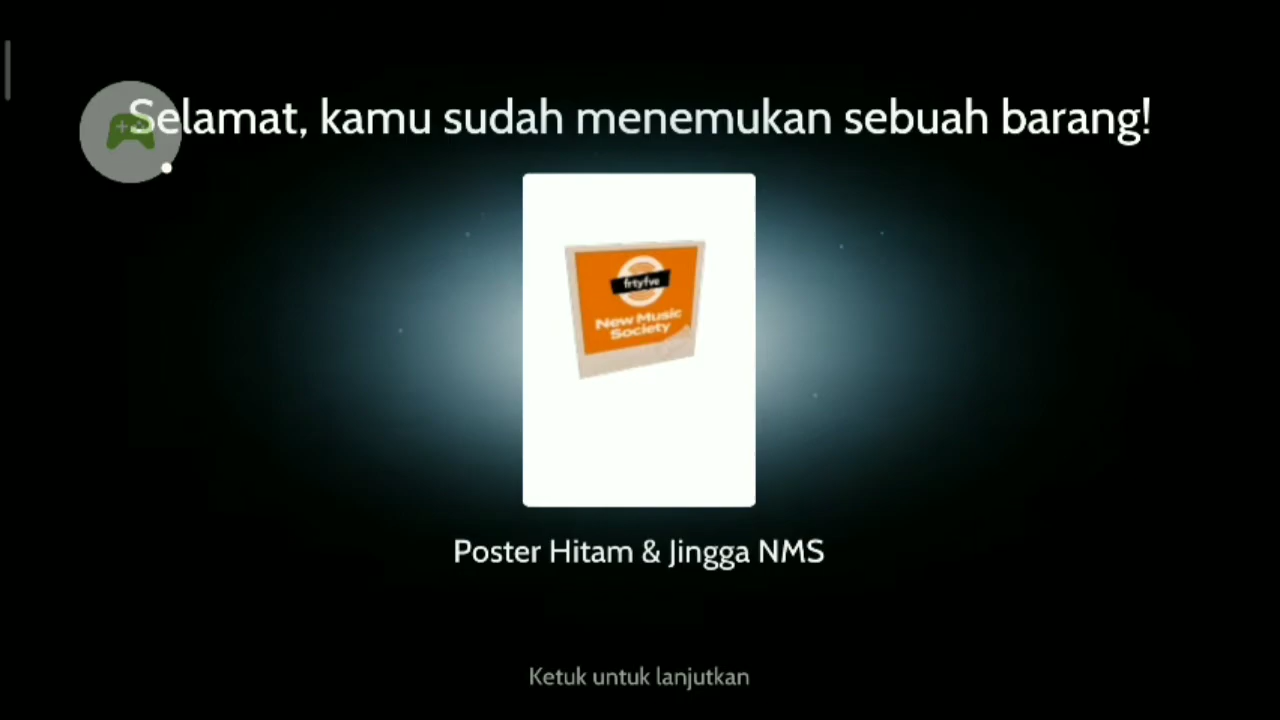 Selamat, kamu sudah menemukan sebuah barang!
frtyfve
New Music
Society
Poster Hitam & Jingga NMS
Ketuk untuk lanjutkan